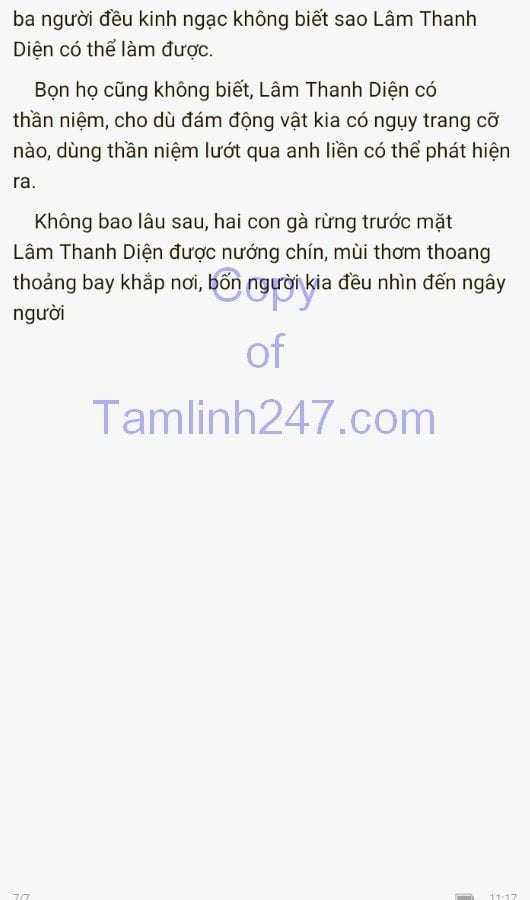 ba người đều kinh ngạc không biết sao Lâm Thanh
Diện có thể làm được.
Bọn họ cũng không biết, Lâm Thanh Diện có
thần niệm, cho dù đám động vật kia có ngụy trang cỡ
nào, dùng thần niệm lướt qua anh liền có thể phát hiện
ra.
Không bao lâu sau, hai con gà rừng trước mặt
Lâm Thanh Diện được nướng chín, mùi thơm thoang
thoảng bay khắp nơi, bốn người kia đều nhìn đến ngây
người
Copy
of
Tamlinh247.com
7/7 11:17